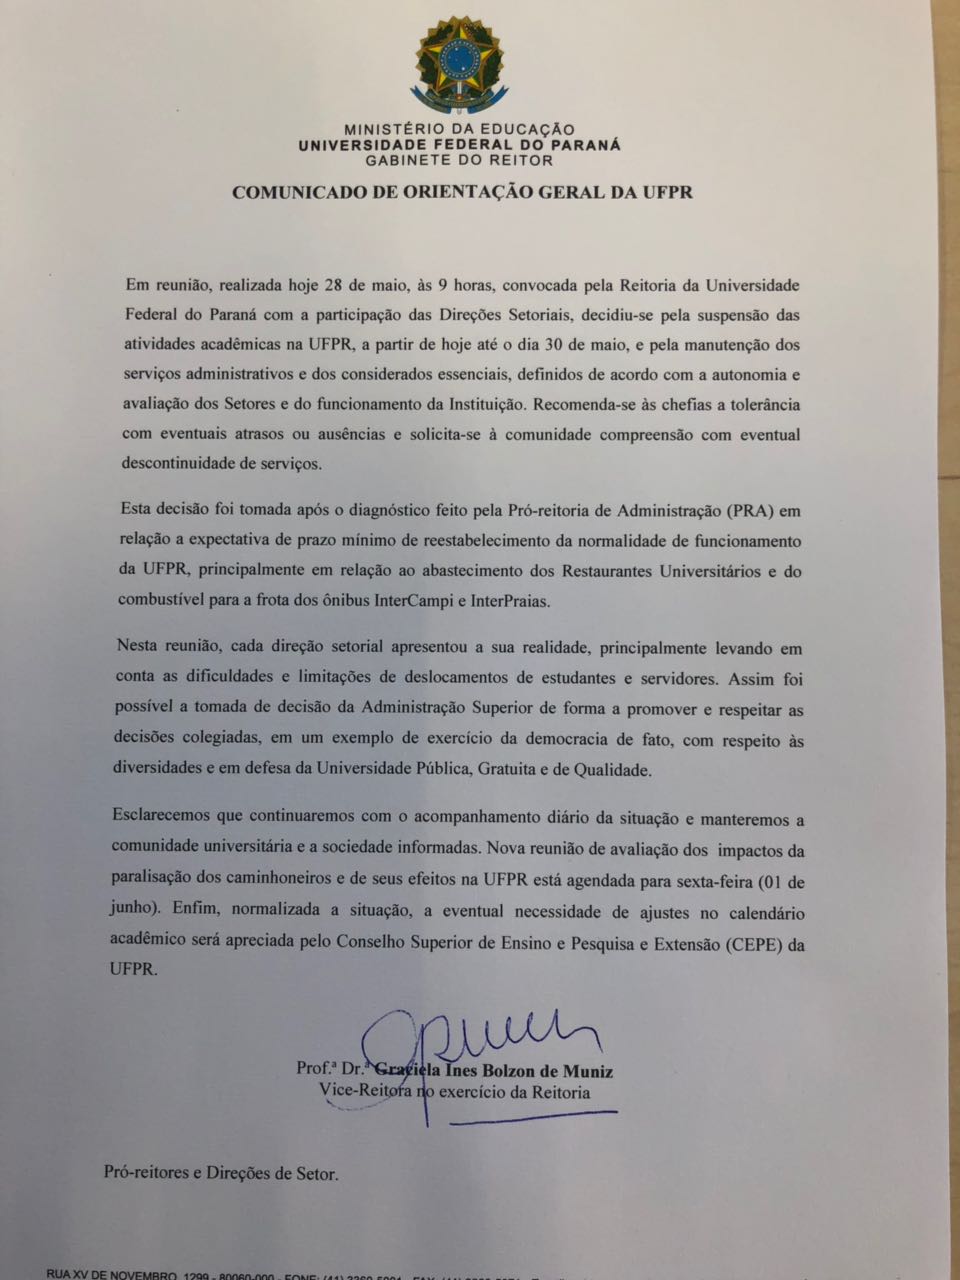 MINISTÉRIO DA EDUCAÇÃO
UNIVERSIDADE FEDERAL DO PARANÁ
GABINETE DO REITOR
COMUNICADO DE ORIENTAÇÃO GERAL DA UFPR
Em reunião, realizada hoje 28 de maio, às 9 horas, convocada pela Reitoria da Universidade
Federal do Paraná com a participação das Direções Setoriais, decidiu-se pela suspensão das
atividades acadêmicas na UFPR, a partir de hoje até o dia 30 de maio, e pela manutenção dos
serviços administrativos e dos considerados essenciais, definidos de acordo com a autonomia e
avaliação dos Setores e do funcionamento da Instituição. Recomenda-se às chefias a tolerância
com eventuais atrasos ou ausências e solicita-se à comunidade compreensão com eventual
descontinuidade de serviços.
Esta decisão foi tomada após o diagnóstico feito pela Pró-reitoria de Administração (PRA) em
relação a expectativa de prazo mínimo de reestabelecimento da normalidade de funcionamento
da UFPR, principalmente em relação ao abastecimento dos Restaurantes Universitários e do
combustível para a frota dos ônibus InterCampi e InterPraias.
Nesta reunião, cada direção setorial apresentou a sua realidade, principalmente levando em
conta as dificuldades e limitações de deslocamentos de estudantes e servidores. Assim foi
possível a tomada de decisão da Administração Superior de forma a promover e respeitar as
decisões colegiadas, em um exemplo de exercício da democracia de fato, com respeito às
diversidades e em defesa da Universidade Pública, Gratuita e de Qualidade.
Esclarecemos que continuaremos com o acompanhamento diário da situação e manteremos a
comunidade universitária e a sociedade informadas. Nova reunião de avaliação dos impactos da
paralisação dos caminhoneiros e de seus efeitos na UFPR está agendada para sexta-feira (01 de
junho). Enfim, normalizada a situação, a eventual necessidade de ajustes no calendário
acadêmico será apreciada pelo Conselho Superior de Ensino e Pesquisa e Extensão (CEPE) da
UFPR.
Prof.ª Dr.ª Graciela Ines Bolzon de Muniz
Vice-Reitora no exercício da Reitoria
Pró-reitores e Direções de Setor.
RUA XV DE NOVEMBRO, 1299 - 80060-000 - FONE: (41)